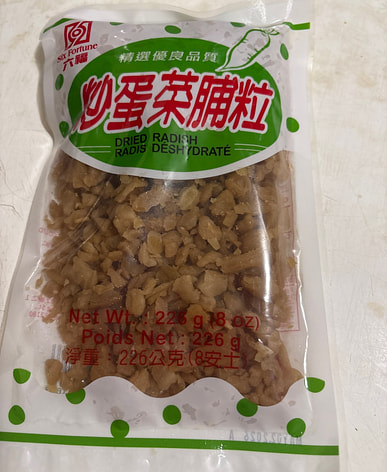 Six Fortune
六福
精選優良品質
炒蛋菜脯粒
DRIED RADISH
RADIS DÉSHYDRATÉ
Net Wt.: 226 g (8 oz)
Poids Net: 226 g
淨重：226公克(8安士